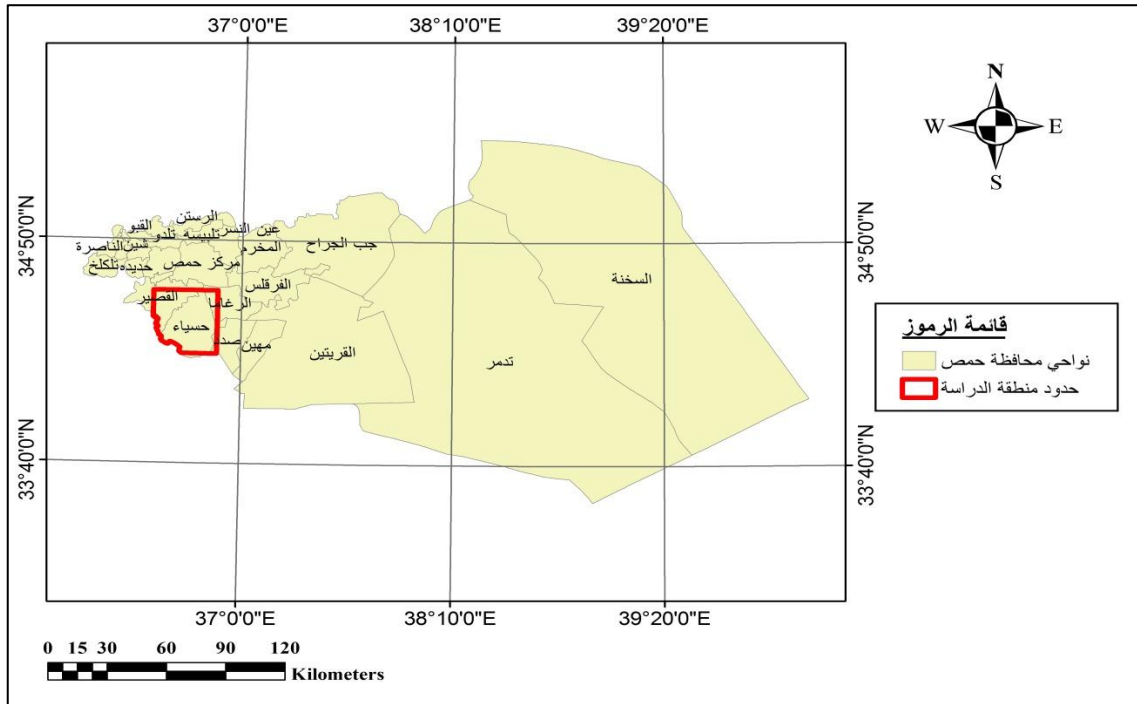 37°0'0"E 38°10'0"E 39°20'0"E
N
W E
S
34°50'0"N
34°50'0"N
33°40'0"N
33°40'0"N
الرستن
القبو
عين النسر
تلبيسه
تلدو
شين
الناصرة
المخرم
جب الجراح
مركز حمص
حديده
تلكلخ
الفرقلس
القصير
الرغاما
حسياء
صدد
مهين
القريتين
تدمر
السخنة
قائمة الرموز
نواحي محافظة حمص
حدود منطقة الدراسة
37°0'0"E 38°10'0"E 39°20'0"E
0 15 30 60 90 120
Kilometers